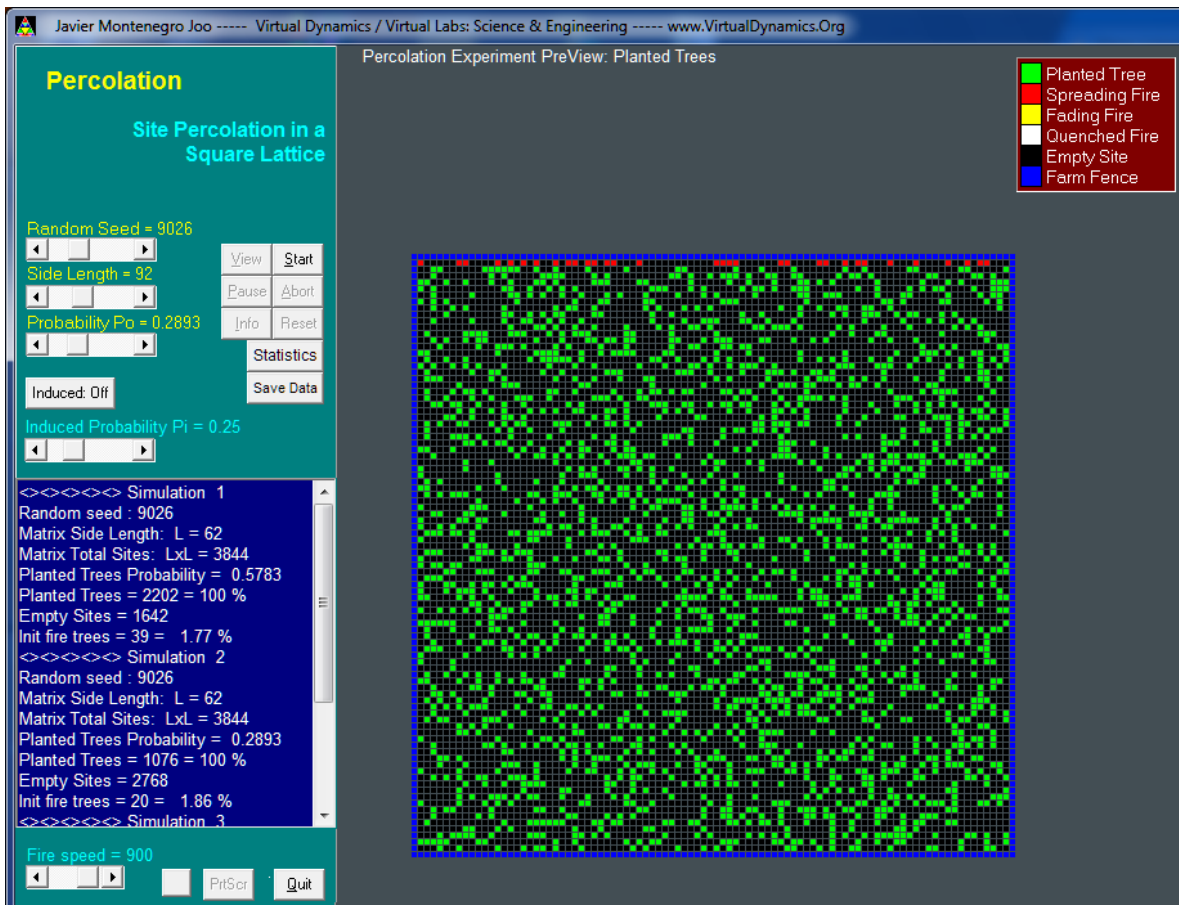 Javier Montenegro Joo ----- Virtual Dynamics / Virtual Labs: Science & Engineering ----- www.VirtualDynamics.Org
Percolation
Site Percolation in a
Square Lattice
Random Seed = 9026
Side Length = 92
Probability Po = 0.2893
View
Start
Pause
Abort
Info
Reset
Statistics
Save Data
Induced: Off
Induced Probability Pi = 0.25
<><><><><> Simulation 1
Random seed : 9026
Matrix Side Length: L = 62
Matrix Total Sites: LxL = 3844
Planted Trees Probability = 0.5783
Planted Trees = 2202 = 100 %
Empty Sites = 1642
Init fire trees = 39 = 1.77 %
<><><><><> Simulation 2
Random seed : 9026
Matrix Side Length: L = 62
Matrix Total Sites: LxL = 3844
Planted Trees Probability = 0.2893
Planted Trees = 1076 = 100 %
Empty Sites = 2768
Init fire trees = 20 = 1.86 %
<><><><><> Simulation 3
Fire speed = 900
PrtScr
Quit
Percolation Experiment PreView: Planted Trees
Planted Tree
Spreading Fire
Fading Fire
Quenched Fire
Empty Site
Farm Fence